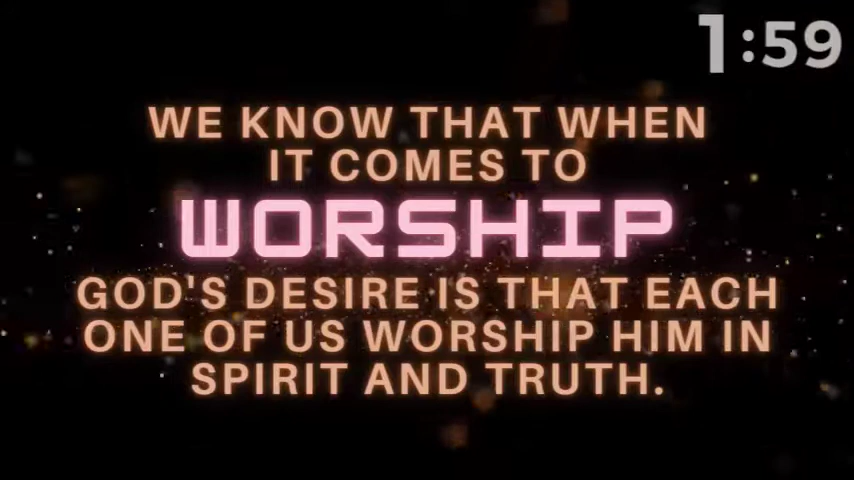 1:59
WE KNOW THAT WHEN
IT COMES TO
WORSHIP
GOD'S DESIRE IS THAT EACH
ONE OF US WORSHIP HIM IN
SPIRIT AND TRUTH.